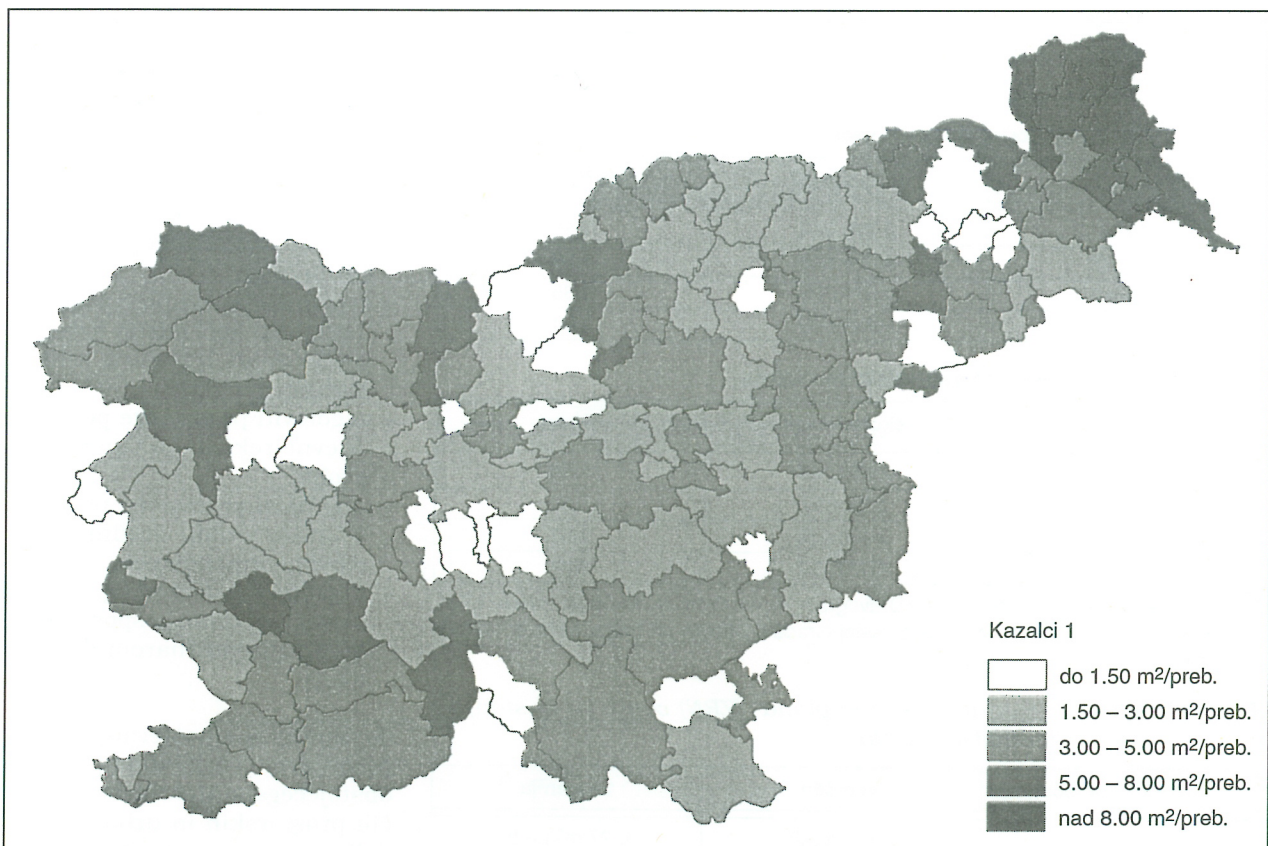 Kazalci 1
do 1.50 m²/preb.
1.50 – 3.00 m²/preb.
3.00 – 5.00 m²/preb.
5.00 – 8.00 m²/preb.
nad 8.00 m²/preb.